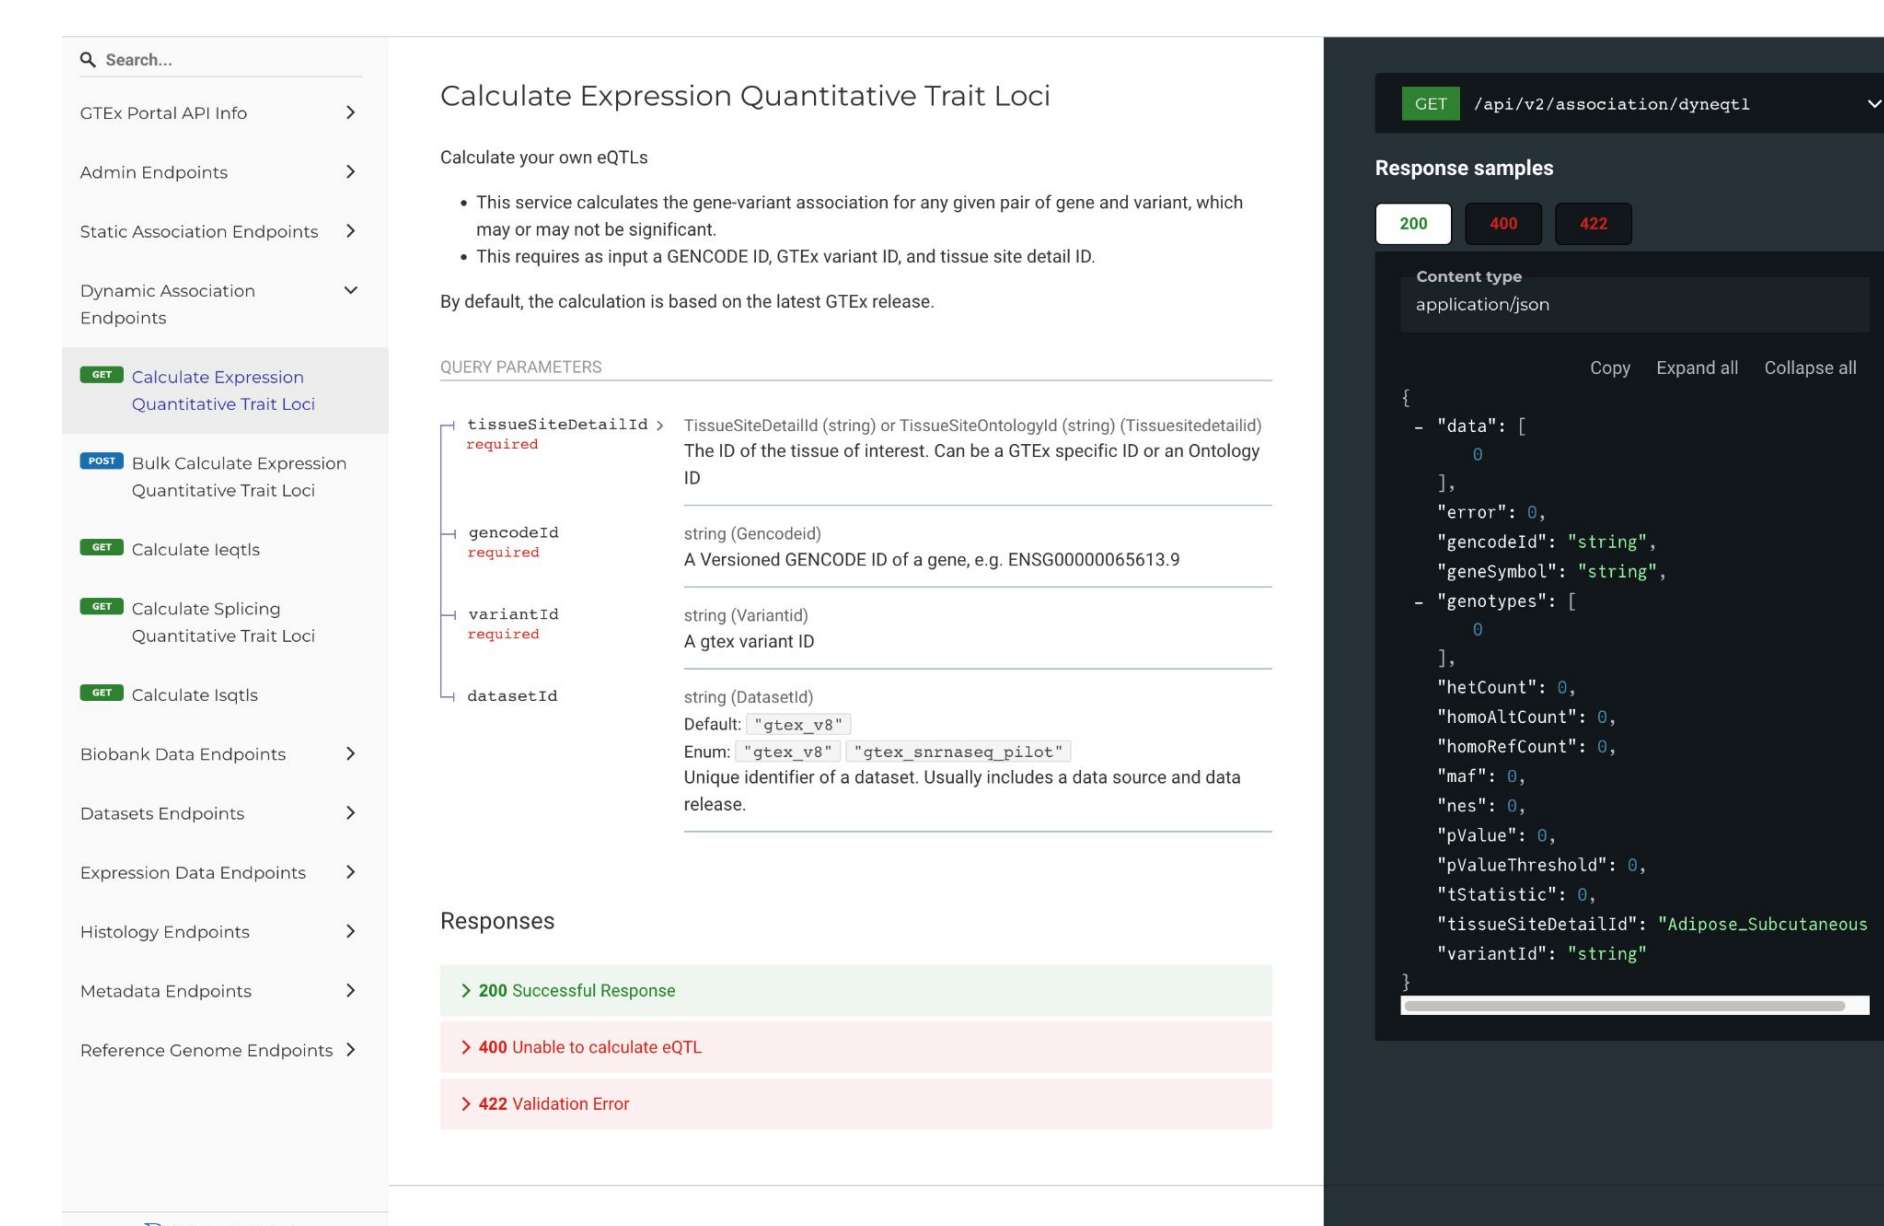 Search...
GTEx Portal API Info
Admin Endpoints
Static Association Endpoints
Dynamic Association
Endpoints
GET Calculate Expression
Quantitative Trait Loci
POST Bulk Calculate Expression
Quantitative Trait Loci
GET Calculate Ieqtls
GET Calculate Splicing
Quantitative Trait Loci
GET Calculate Isqtls
Biobank Data Endpoints
Datasets Endpoints
Expression Data Endpoints
Histology Endpoints
Metadata Endpoints
Reference Genome Endpoints
Calculate Expression Quantitative Trait Loci
Calculate your own eQTLs
• This service calculates the gene-variant association for any given pair of gene and variant, which
may or may not be significant.
• This requires as input a GENCODE ID, GTEx variant ID, and tissue site detail ID.
By default, the calculation is based on the latest GTEx release.
QUERY PARAMETERS
tissueSiteDetailId > TissueSiteDetailId (string) or TissueSiteOntologyId (string) (Tissuesitedetailid)
required The ID of the tissue of interest. Can be a GTEx specific ID or an Ontology
ID
gencodeId string (Gencodeid)
required A Versioned GENCODE ID of a gene, e.g. ENSG00000065613.9
variantId string (Variantid)
required A gtex variant ID
datasetId string (DatasetId)
Default: "gtex_v8"
Enum: "gtex_v8" "gtex_snrnaseq_pilot"
Unique identifier of a dataset. Usually includes a data source and data
release.
Responses
> 200 Successful Response
> 400 Unable to calculate eQTL
> 422 Validation Error
GET /api/v2/association/dyneqtl
Response samples
200 400 422
Content type
application/json
Copy Expand all Collapse all
{
- "data": [
0
],
"error": 0,
"gencodeId": "string",
"geneSymbol": "string",
- "genotypes": [
0
],
"hetCount": 0,
"homoAltCount": 0,
"homoRefCount": 0,
"maf": 0,
"nes": 0,
"pValue": 0,
"pValueThreshold": 0,
"tStatistic": 0,
"tissueSiteDetailId": "Adipose_Subcutaneous
"variantId": "string"
}